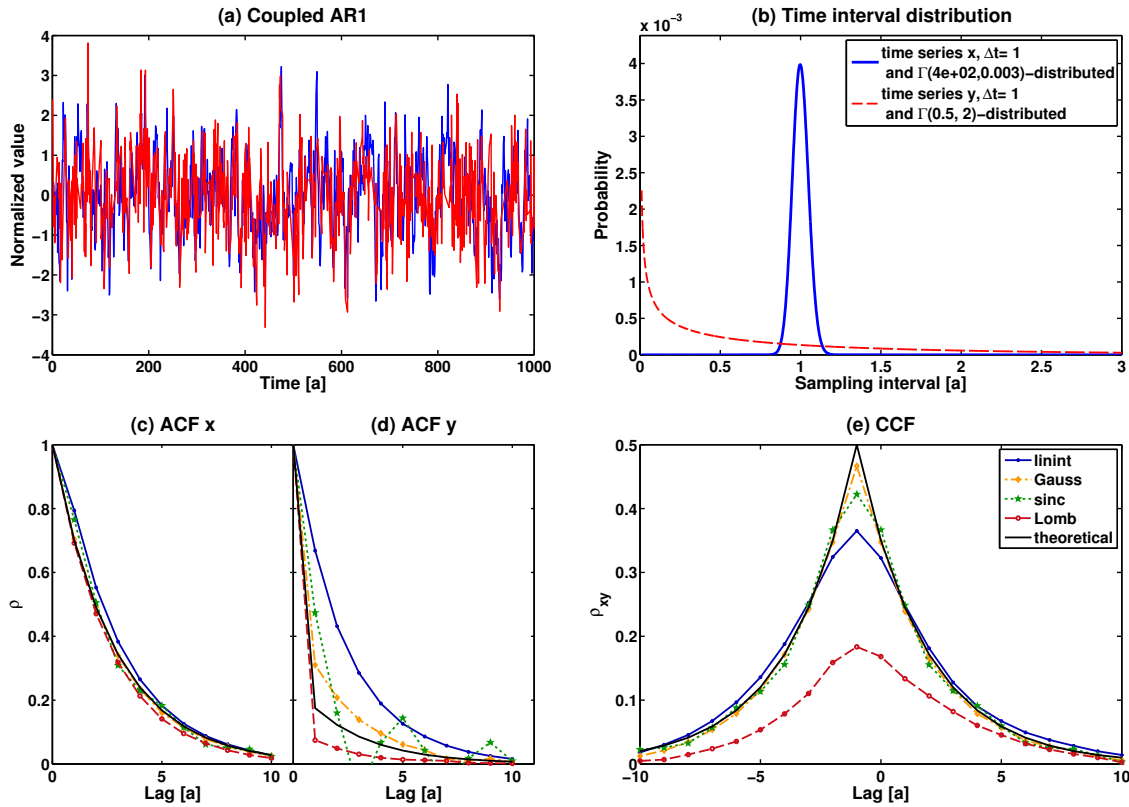 (a) Coupled AR1
Normalized value
4
3
2
1
0
−1
−2
−3
−4
0
200
400
600
800
1000
Time [a]
(b) Time interval distribution
x 10⁻³
Probability
4
3.5
3
2.5
2
1.5
1
0.5
0
0
0.5
1
1.5
2
2.5
3
Sampling interval [a]
time series x, Δt= 1
and Γ(4e+02,0.003)−distributed
time series y, Δt= 1
and Γ(0.5, 2)−distributed
(c) ACF x
ρ
1
0.8
0.6
0.4
0.2
0
0
5
10
Lag [a]
(d) ACF y
0
5
10
Lag [a]
(e) CCF
ρxy
0.5
0.4
0.3
0.2
0.1
0
−10
−5
0
5
10
Lag [a]
linint
Gauss
sinc
Lomb
theoretical